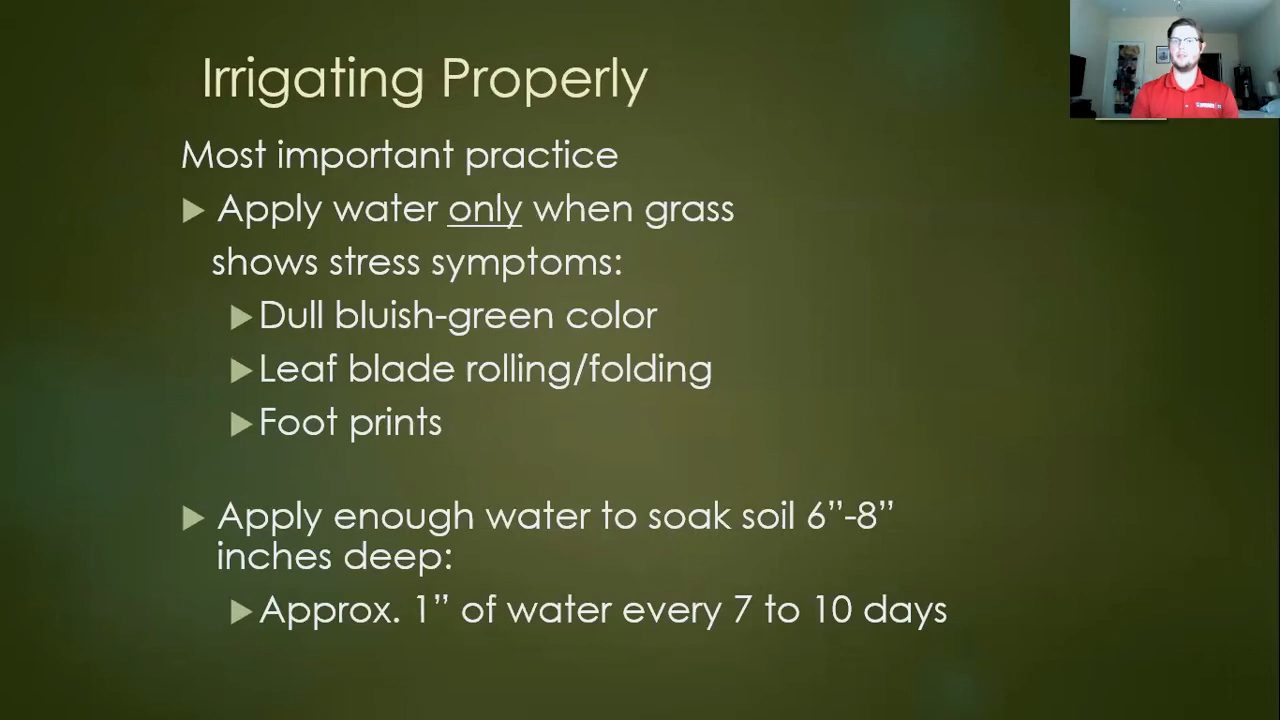 Irrigating Properly
Most important practice
Apply water only when grass
shows stress symptoms:
Dull bluish-green color
Leaf blade rolling/folding
Foot prints
Apply enough water to soak soil 6”-8”
inches deep:
Approx. 1” of water every 7 to 10 days